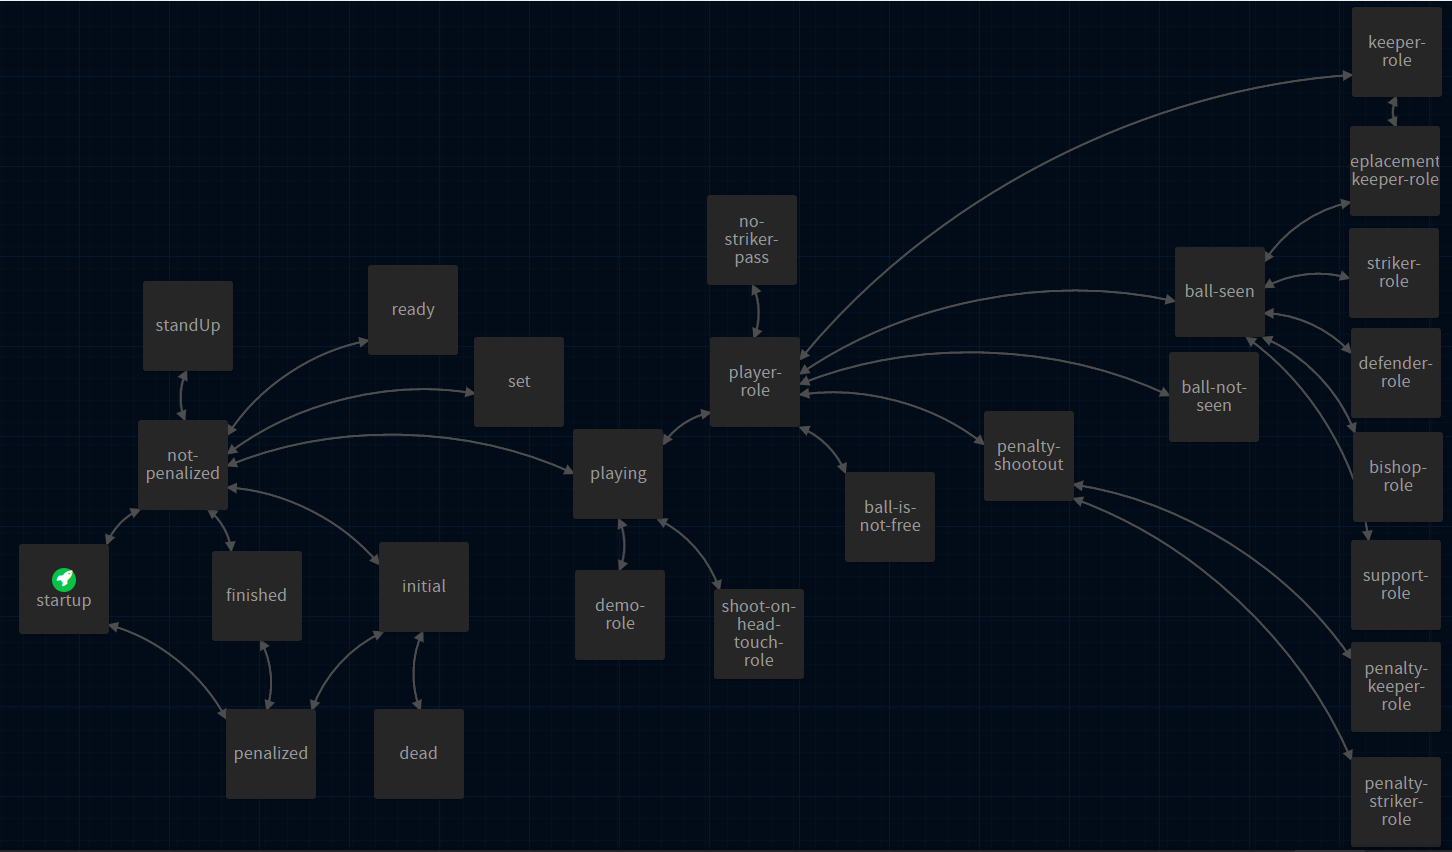 keeper-
role
eplacement
keeper-role
no-
striker-
pass
ball-seen
striker-
role
standUp
ready
set
player-
role
ball-not-
seen
defender-
role
not-
penalized
playing
penalty-
shootout
bishop-
role
ball-is-
not-free
startup
finished
initial
demo-
role
shoot-on-
head-
touch-
role
support-
role
penalized
dead
penalty-
keeper-
role
penalty-
striker-
role